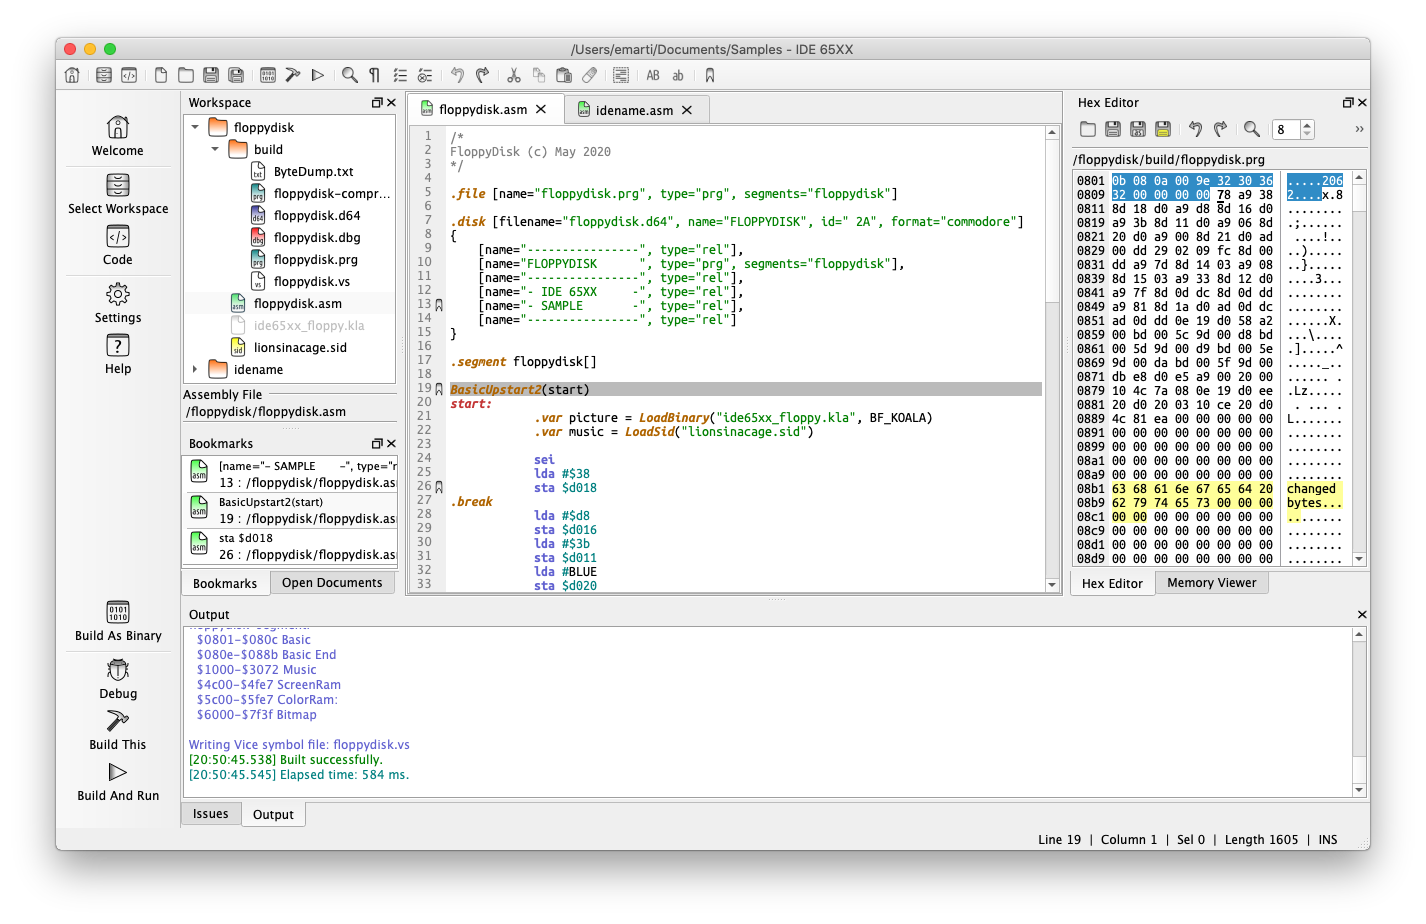 /Users/emarti/Documents/Samples - IDE 65XX
AB ab
Welcome
Select Workspace
Code
Settings
Help
Build As Binary
Debug
Build This
Build And Run
Workspace
floppydisk
build
ByteDump.txt
floppydisk-compr...
floppydisk.d64
floppydisk.dbg
floppydisk.prg
floppydisk.vs
floppydisk.asm
ide65xx_floppy.kla
lionsinacage.sid
idename
Assembly File
/floppydisk/floppydisk.asm
Bookmarks
[name="- SAMPLE       -", type="r
13 : /floppydisk/floppydisk.as
BasicUpstart2(start)
19 : /floppydisk/floppydisk.as
sta $d018
26 : /floppydisk/floppydisk.as
Bookmarks
Open Documents
floppydisk.asm
idename.asm
1 /*
2 FloppyDisk (c) May 2020
3 */
4
5 .file [name="floppydisk.prg", type="prg", segments="floppydisk"]
6
7 .disk [filename="floppydisk.d64", name="FLOPPYDISK", id=" 2A", format="commodore"]
8 {
9     [name="----------------", type="rel"],
10     [name="FLOPPYDISK      ", type="prg", segments="floppydisk"],
11     [name="----------------", type="rel"],
12     [name="- IDE 65XX     -", type="rel"],
13     [name="- SAMPLE       -", type="rel"],
14     [name="----------------", type="rel"]
15 }
16
17 .segment floppydisk[]
18
19 BasicUpstart2(start)
20 start:
21             .var picture = LoadBinary("ide65xx_floppy.kla", BF_KOALA)
22             .var music = LoadSid("lionsinacage.sid")
23
24             sei
25             lda #$38
26             sta $d018
27 .break
28             lda #$d8
29             sta $d016
30             lda #$3b
31             sta $d011
32             lda #BLUE
33             sta $d020
Hex Editor
8
/floppydisk/build/floppydisk.prg
0801 0b 08 0a 00 9e 32 30 36 .....206
0809 32 00 00 00 00 78 a9 38 2....x.8
0811 8d 18 d0 a9 d8 8d 16 d0 ........
0819 a9 3b 8d 11 d0 a9 06 8d .;......
0821 20 d0 a9 00 8d 21 d0 ad  ....!..
0829 00 dd 29 02 09 fc 8d 00 ..).....
0831 dd a9 7d 8d 14 03 a9 08 ..}.....
0839 8d 15 03 a9 33 8d 12 d0 ....3...
0841 a9 7f 8d 0d dc 8d 0d dd ........
0849 a9 81 8d 1a d0 ad 0d dc ........
0851 ad 0d dd 0e 19 d0 58 a2 ......X.
0859 00 bd 00 5c 9d 00 d8 bd ...\....
0861 00 5d 9d 00 d9 bd 00 5e .].....^
0869 9d 00 da bd 00 5f 9d 00 ....._..
0871 db e8 d0 e5 a9 00 20 00 ...... .
0879 10 4c 7a 08 0e 19 d0 ee .Lz.....
0881 20 d0 20 03 10 ce 20 d0  . ... .
0889 4c 81 ea 00 00 00 00 00 L.......
0891 00 00 00 00 00 00 00 00 ........
0899 00 00 00 00 00 00 00 00 ........
08a1 00 00 00 00 00 00 00 00 ........
08a9 00 00 00 00 00 00 00 00 ........
08b1 63 68 61 6e 67 65 64 20 changed
08b9 62 79 74 65 73 00 00 00 bytes...
08c1 00 00 00 00 00 00 00 00 ........
08c9 00 00 00 00 00 00 00 00 ........
08d1 00 00 00 00 00 00 00 00 ........
08d9 00 00 00 00 00 00 00 00 ........
Hex Editor
Memory Viewer
Output
$0801-$080c Basic
$080e-$088b Basic End
$1000-$3072 Music
$4c00-$4fe7 ScreenRam
$5c00-$5fe7 ColorRam:
$6000-$7f3f Bitmap
Writing Vice symbol file: floppydisk.vs
[20:50:45.538] Built successfully.
[20:50:45.545] Elapsed time: 584 ms.
Issues
Output
Line 19 | Column 1 | Sel 0 | Length 1605 | INS